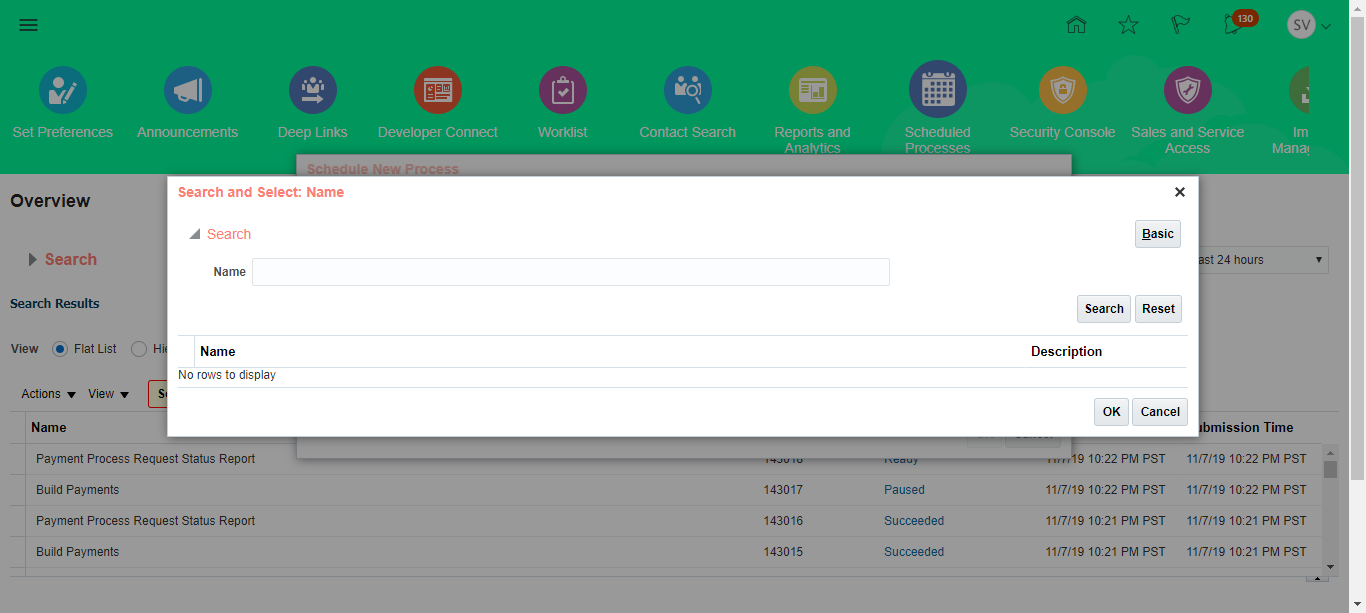 130
SV
Set Preferences
Announcements
Deep Links
Developer Connect
Worklist
Contact Search
Reports and
Analytics
Scheduled
Processes
Security Console
Sales and Service
Access
Im
Manag
Schedule New Process
Overview
Search and Select: Name
Search
Basic
Search
ast 24 hours
Name
Search Results
Search Reset
View Flat List Hie
Name Description
No rows to display
Actions View
OK Cancel
Name
ubmission Time
Payment Process Request Status Report 143018 Ready 11/7/19 10:22 PM PST 11/7/19 10:22 PM PST
Build Payments 143017 Paused 11/7/19 10:22 PM PST 11/7/19 10:22 PM PST
Payment Process Request Status Report 143016 Succeeded 11/7/19 10:21 PM PST 11/7/19 10:21 PM PST
Build Payments 143015 Succeeded 11/7/19 10:21 PM PST 11/7/19 10:21 PM PST